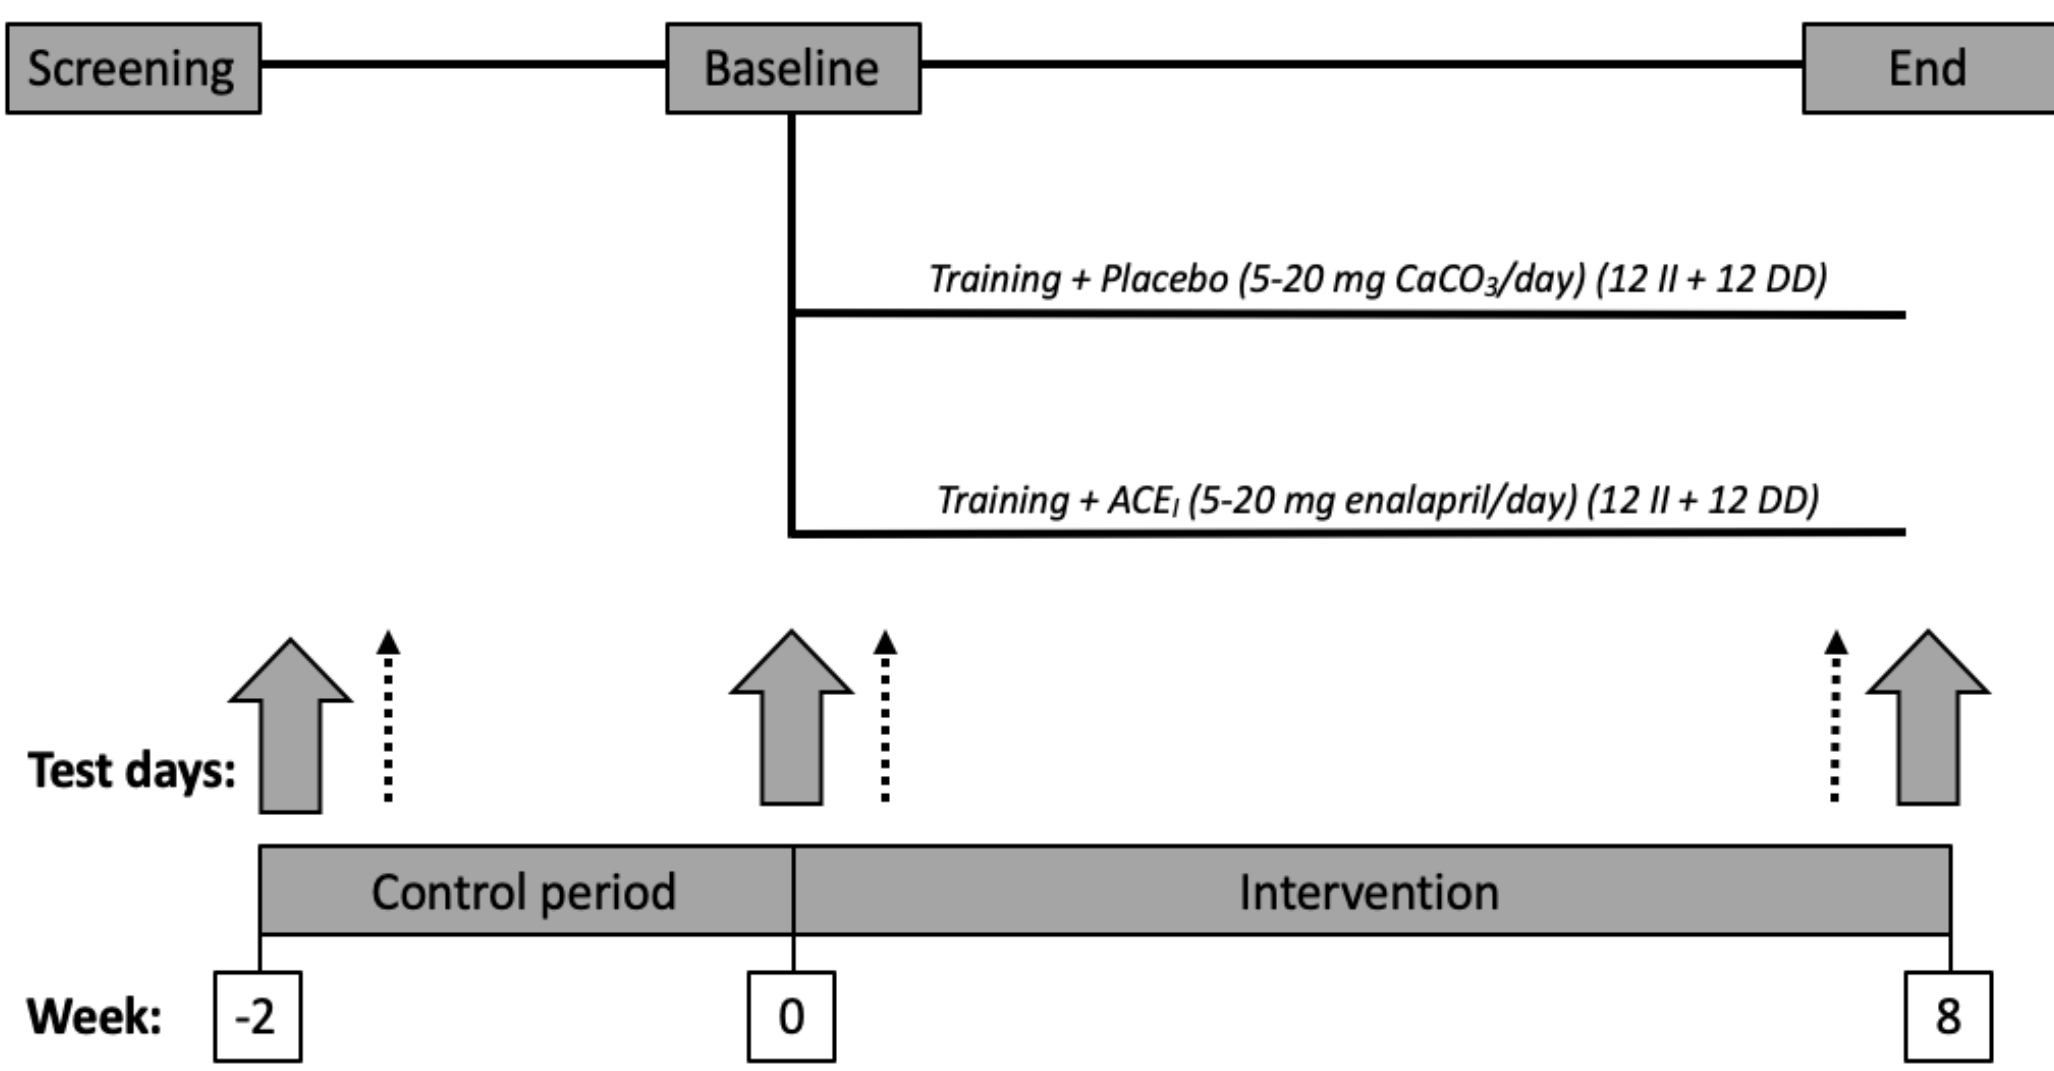 Screening Baseline End
Training + Placebo (5-20 mg CaCO₃/day) (12 II + 12 DD)
Training + ACEI (5-20 mg enalapril/day) (12 II + 12 DD)
Test days:
Control period Intervention
Week: -2 0 8